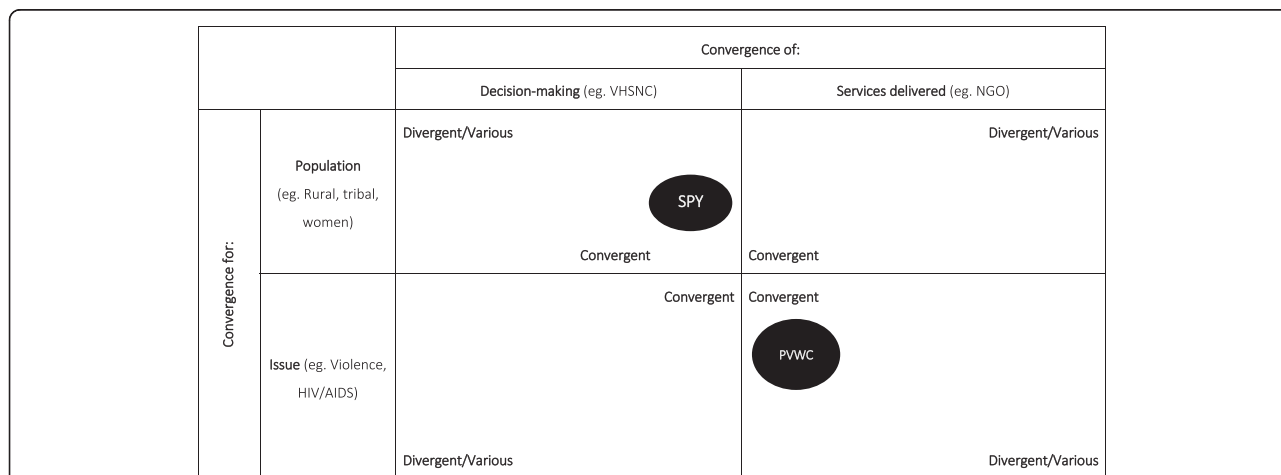 Convergence of:
Decision-making (eg. VHSNC)
Services delivered (eg. NGO)
Convergence for:
Population
(eg. Rural, tribal,
women)
Divergent/Various
SPY
Convergent
Divergent/Various
Convergent
Issue (eg. Violence,
HIV/AIDS)
Convergent
Divergent/Various
Convergent
PVWC
Divergent/Various